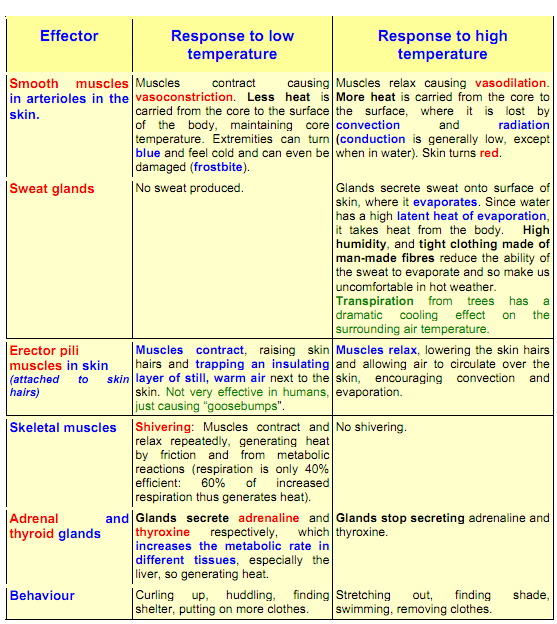 Effector
Response to low
temperature
Response to high
temperature
Smooth muscles
in arterioles in the
skin.
Muscles contract causing
vasoconstriction. Less heat is
carried from the core to the surface
of the body, maintaining core
temperature. Extremities can turn
blue and feel cold and can even be
damaged (frostbite).
Muscles relax causing vasodilation.
More heat is carried from the core to
the surface, where it is lost by
convection and radiation
(conduction is generally low, except
when in water). Skin turns red.
Sweat glands
No sweat produced.
Glands secrete sweat onto surface of
skin, where it evaporates. Since water
has a high latent heat of evaporation,
it takes heat from the body. High
humidity, and tight clothing made of
man-made fibres reduce the ability of
the sweat to evaporate and so make us
uncomfortable in hot weather.
Transpiration from trees has a
dramatic cooling effect on the
surrounding air temperature.
Erector pili
muscles in skin
(attached to skin
hairs)
Muscles contract, raising skin
hairs and trapping an insulating
layer of still, warm air next to the
skin. Not very effective in humans,
just causing “goosebumps”.
Muscles relax, lowering the skin hairs
and allowing air to circulate over the
skin, encouraging convection and
evaporation.
Skeletal muscles
Shivering: Muscles contract and
relax repeatedly, generating heat
by friction and from metabolic
reactions (respiration is only 40%
efficient: 60% of increased
respiration thus generates heat).
No shivering.
Adrenal and
thyroid glands
Glands secrete adrenaline and
thyroxine respectively, which
increases the metabolic rate in
different tissues, especially the
liver, so generating heat.
Glands stop secreting adrenaline and
thyroxine.
Behaviour
Curling up, huddling, finding
shelter, putting on more clothes.
Stretching out, finding shade,
swimming, removing clothes.